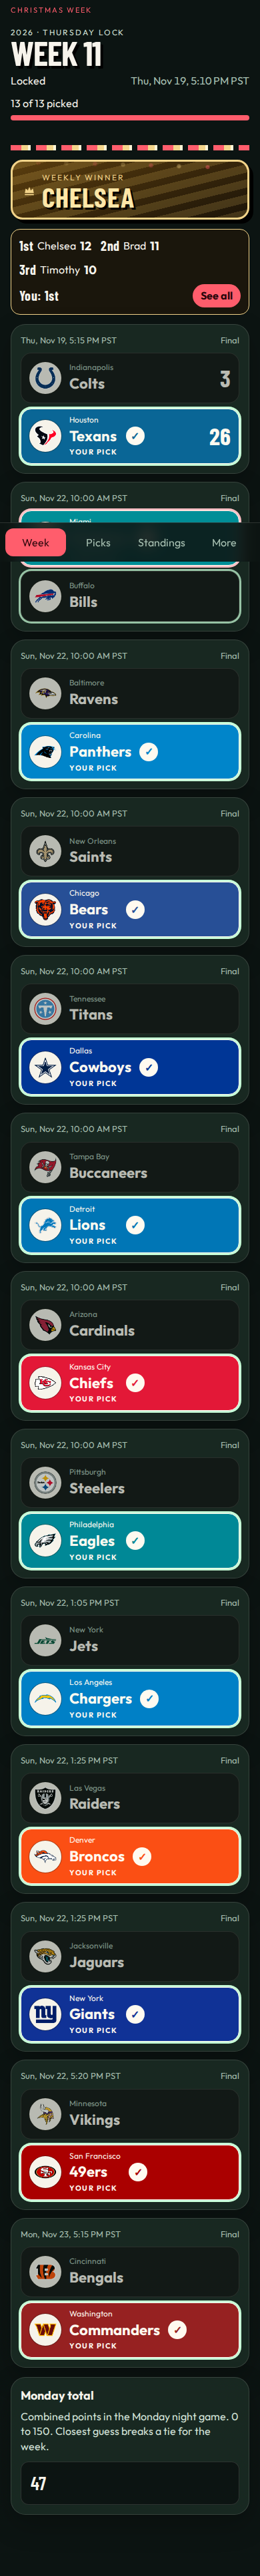 CHRISTMAS WEEK
2026 · THURSDAY LOCK
WEEK 11
Locked Thu, Nov 19, 5:10 PM PST
13 of 13 picked
WEEKLY WINNER
CHELSEA
1st Chelsea 12 2nd Brad 11
3rd Timothy 10
You: 1st See all
Thu, Nov 19, 5:15 PM PST Final
Indianapolis
Colts 3
Houston
Texans ✓ 26
YOUR PICK
Sun, Nov 22, 10:00 AM PST Final
Miami
Week Picks Standings More
Buffalo
Bills
Sun, Nov 22, 10:00 AM PST Final
Baltimore
Ravens
Carolina
Panthers ✓
YOUR PICK
Sun, Nov 22, 10:00 AM PST Final
New Orleans
Saints
Chicago
Bears ✓
YOUR PICK
Sun, Nov 22, 10:00 AM PST Final
Tennessee
Titans
Dallas
Cowboys ✓
YOUR PICK
Sun, Nov 22, 10:00 AM PST Final
Tampa Bay
Buccaneers
Detroit
Lions ✓
YOUR PICK
Sun, Nov 22, 10:00 AM PST Final
Arizona
Cardinals
Kansas City
Chiefs ✓
YOUR PICK
Sun, Nov 22, 10:00 AM PST Final
Pittsburgh
Steelers
Philadelphia
Eagles ✓
YOUR PICK
Sun, Nov 22, 1:05 PM PST Final
New York
Jets
Los Angeles
Chargers ✓
YOUR PICK
Sun, Nov 22, 1:25 PM PST Final
Las Vegas
Raiders
Denver
Broncos ✓
YOUR PICK
Sun, Nov 22, 1:25 PM PST Final
Jacksonville
Jaguars
New York
Giants ✓
YOUR PICK
Sun, Nov 22, 5:20 PM PST Final
Minnesota
Vikings
San Francisco
49ers ✓
YOUR PICK
Mon, Nov 23, 5:15 PM PST Final
Cincinnati
Bengals
Washington
Commanders ✓
YOUR PICK
Monday total
Combined points in the Monday night game. 0
to 150. Closest guess breaks a tie for the
week.
47